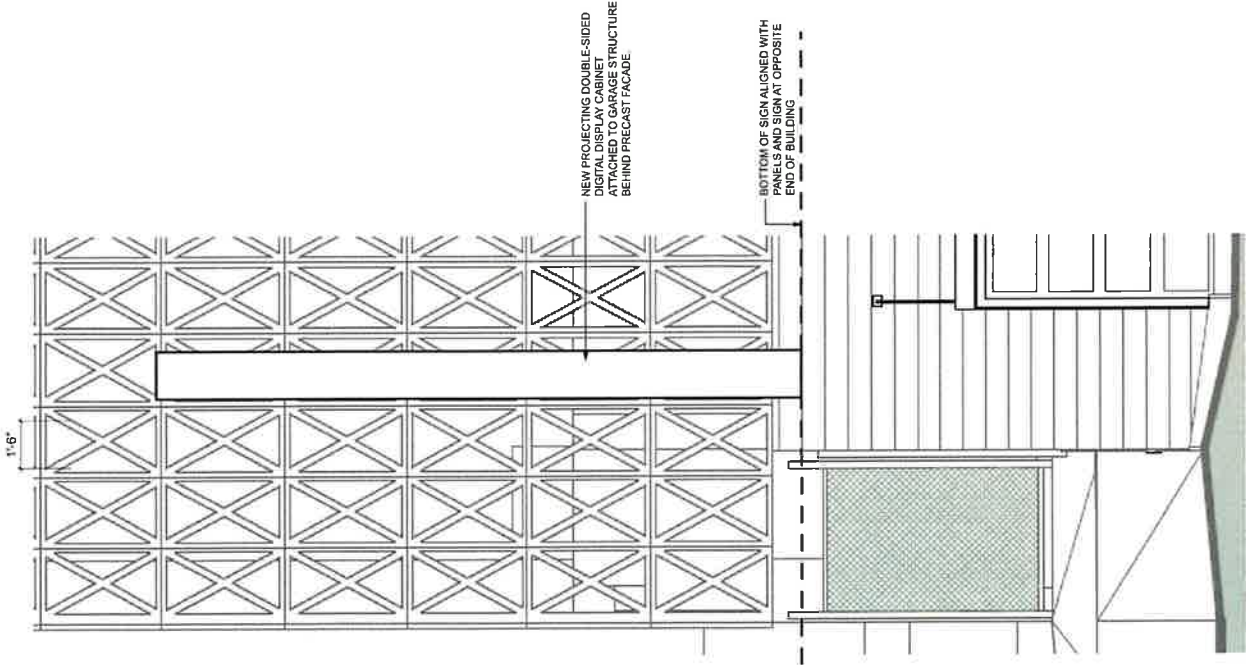 1'-6"
NEW PROJECTING DOUBLE-SIDED
DIGITAL DISPLAY CABINET
ATTACHED TO GARAGE STRUCTURE
BEHIND PRECAST FACADE.
BOTTOM OF SIGN ALIGNED WITH
PANELS AND SIGN AT OPPOSITE
END OF BUILDING